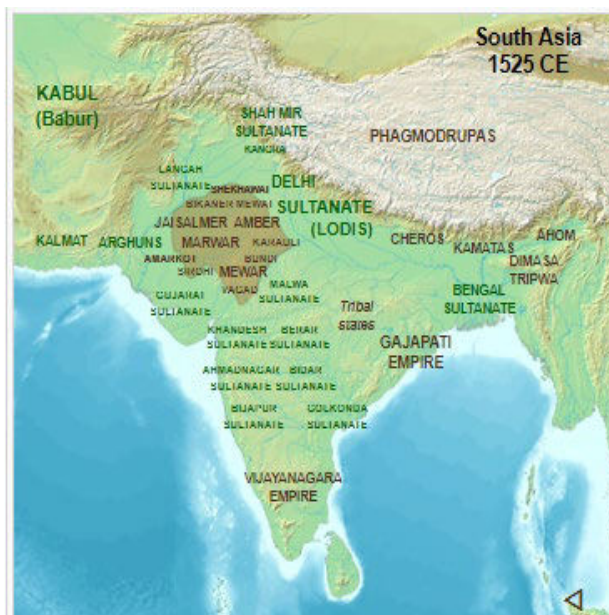 South Asia
1525 CE
KABUL
(Babur)
SHAH MIR
SULTANATE
KANGRA
PHAGMODRUPAS
LANGAH
SULTANATE
DELHI
SULTANATE
(LODIS)
SHEKHAWAT
BIKANER MEWAT
JAISALMER AMBER
KALMAT ARGHUNS
MARWAR KARAULI
AMARKOT BUNDI
SIROHI MEWAR
VAGAD
CHEROS
KAMATAS
AHOM
DIMASA
TRIPWA
GUJARAT
SULTANATE
MALWA
SULTANATE
Tribal
states
BENGAL
SULTANATE
KHANDESH
SULTANATE
BERAR
SULTANATE
GAJAPATI
EMPIRE
AHMADNAGAR
SULTANATE
BIDAR
SULTANATE
BIJAPUR
SULTANATE
GOLKONDA
SULTANATE
VIJAYANAGARA
EMPIRE